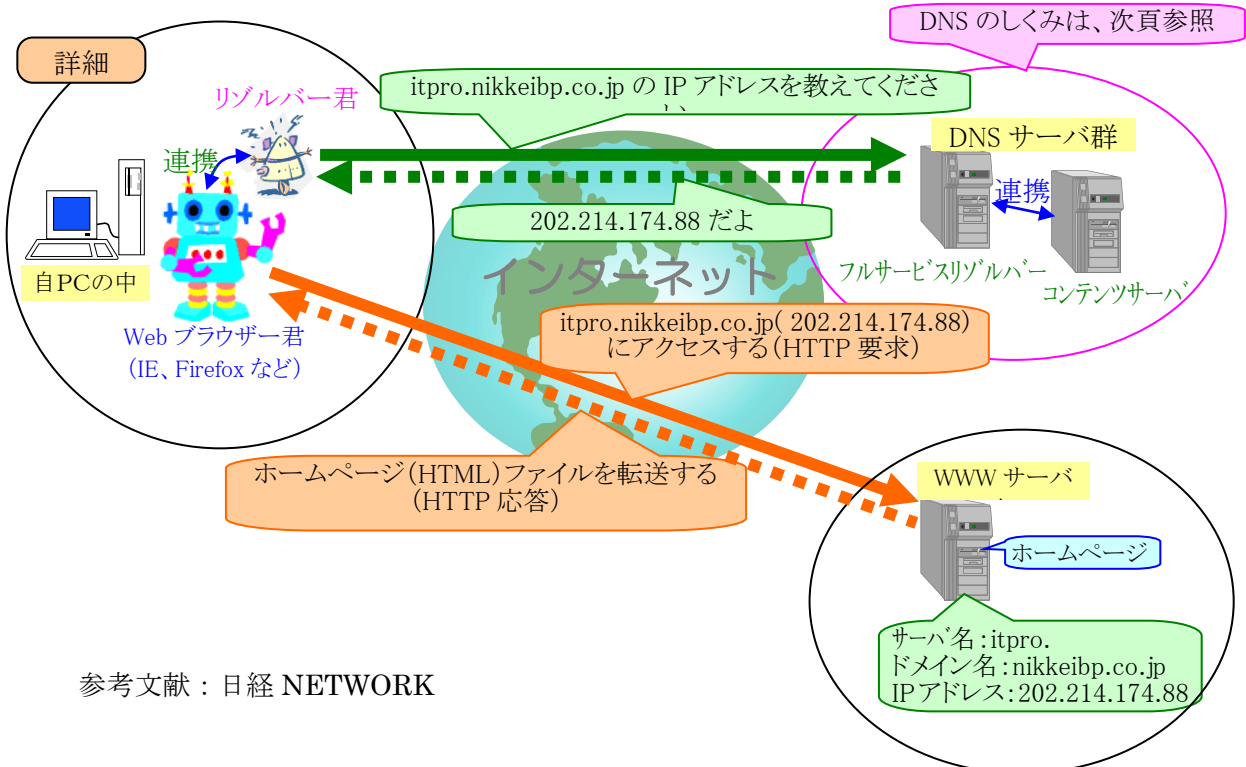 DNS のしくみは、次頁参照
詳細
リゾルバー君
itpro.nikkeibp.co.jp の IP アドレスを教えてくださ
DNS サーバ群
連携
連携
202.214.174.88 だよ
インターネット
フルサービスリゾルバー
コンテンツサーバ
自PCの中
itpro.nikkeibp.co.jp( 202.214.174.88)
にアクセスする(HTTP 要求)
Web ブラウザー君
(IE、Firefox など)
ホームページ(HTML)ファイルを転送する
(HTTP 応答)
WWW サーバ
ホームページ
サーバ名:itpro.
ドメイン名:nikkeibp.co.jp
IPアドレス:202.214.174.88
参考文献：日経 NETWORK